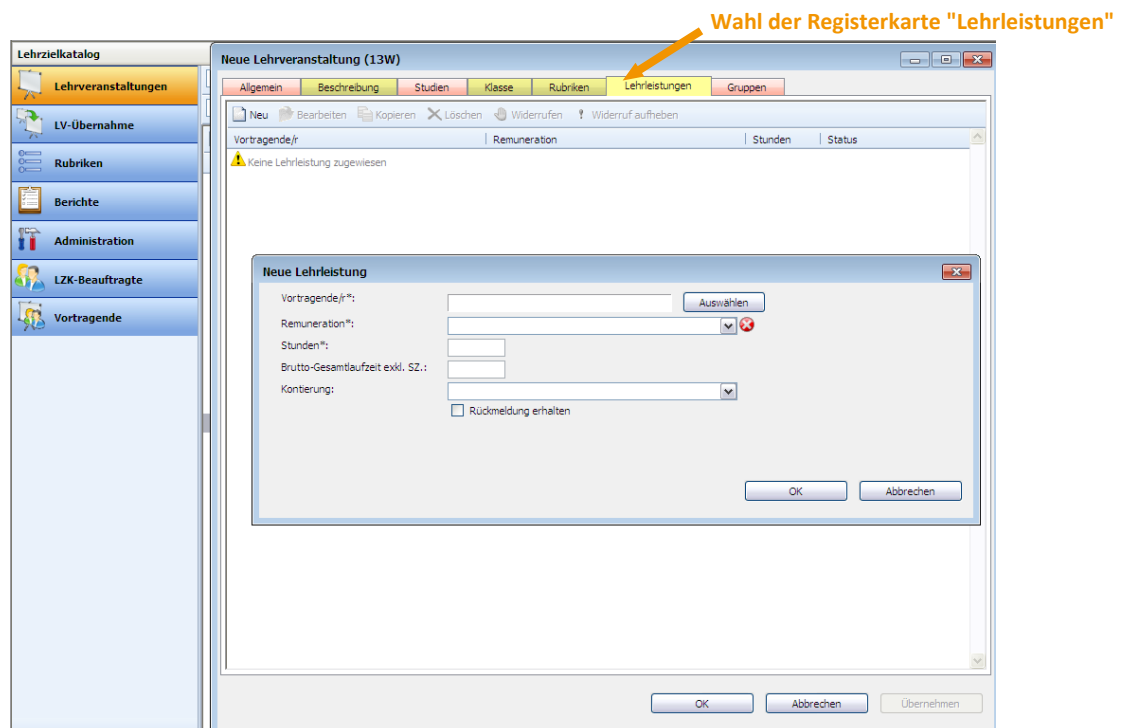 Wahl der Registerkarte "Lehrleistungen"
Lehrzielkatalog
Lehrveranstaltungen
LV-Übernahme
Rubriken
Berichte
Administration
LZK-Beauftragte
Vortragende
Neue Lehrveranstaltung (13W)
Allgemein Beschreibung Studien Klasse Rubriken Lehrleistungen Gruppen
Neu Bearbeiten Kopieren Löschen Widerrufen Widerruf aufheben
Vortragende/r Remuneration Stunden Status
Keine Lehrleistung zugewiesen
Neue Lehrleistung
Vortragende/r*: Auswählen
Remuneration*:
Stunden*:
Brutto-Gesamtlaufzeit exkl. SZ.:
Kontierung:
Rückmeldung erhalten
OK Abbrechen
OK Abbrechen Übernehmen